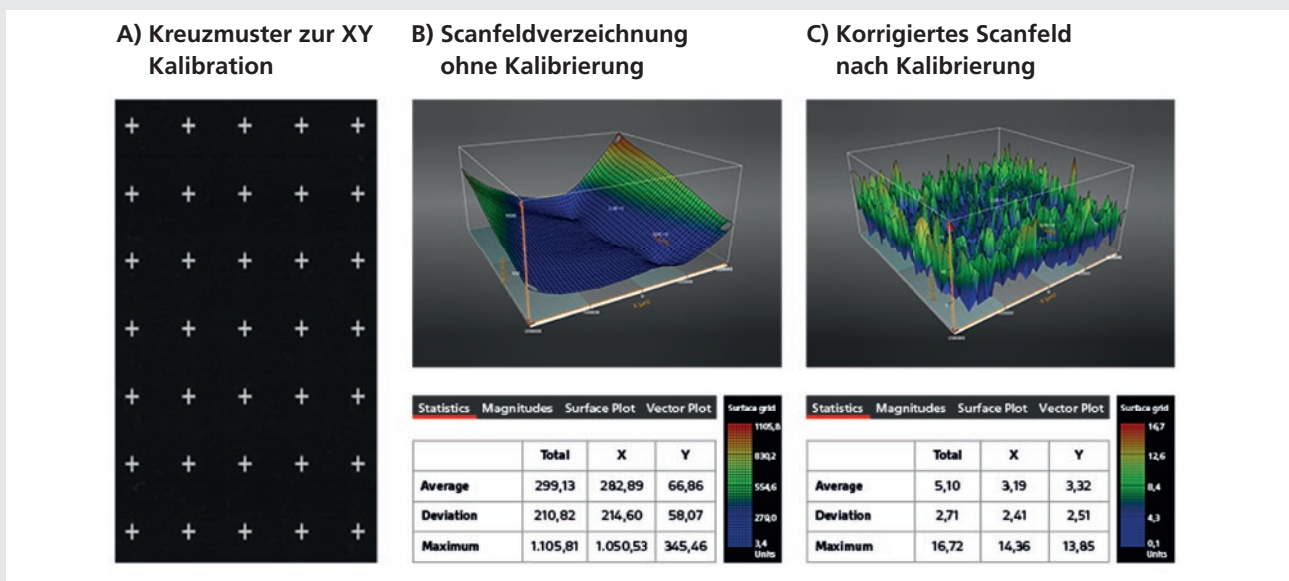 A) Kreuzmuster zur XY
Kalibration
B) Scanfeldverzeichnung
ohne Kalibrierung
C) Korrigiertes Scanfeld
nach Kalibrierung
Statistics Magnitudes Surface Plot Vector Plot
Total X Y
Average 299,13 282,89 66,86
Deviation 210,82 214,60 58,07
Maximum 1.105,81 1.050,53 345,46
Surface grid
1105,8
830,2
554,6
279,0
3,4
Units
Statistics Magnitudes Surface Plot Vector Plot
Total X Y
Average 5,10 3,19 3,32
Deviation 2,71 2,41 2,51
Maximum 16,72 14,36 13,85
Surface grid
16,7
12,6
8,4
4,3
0,1
Units